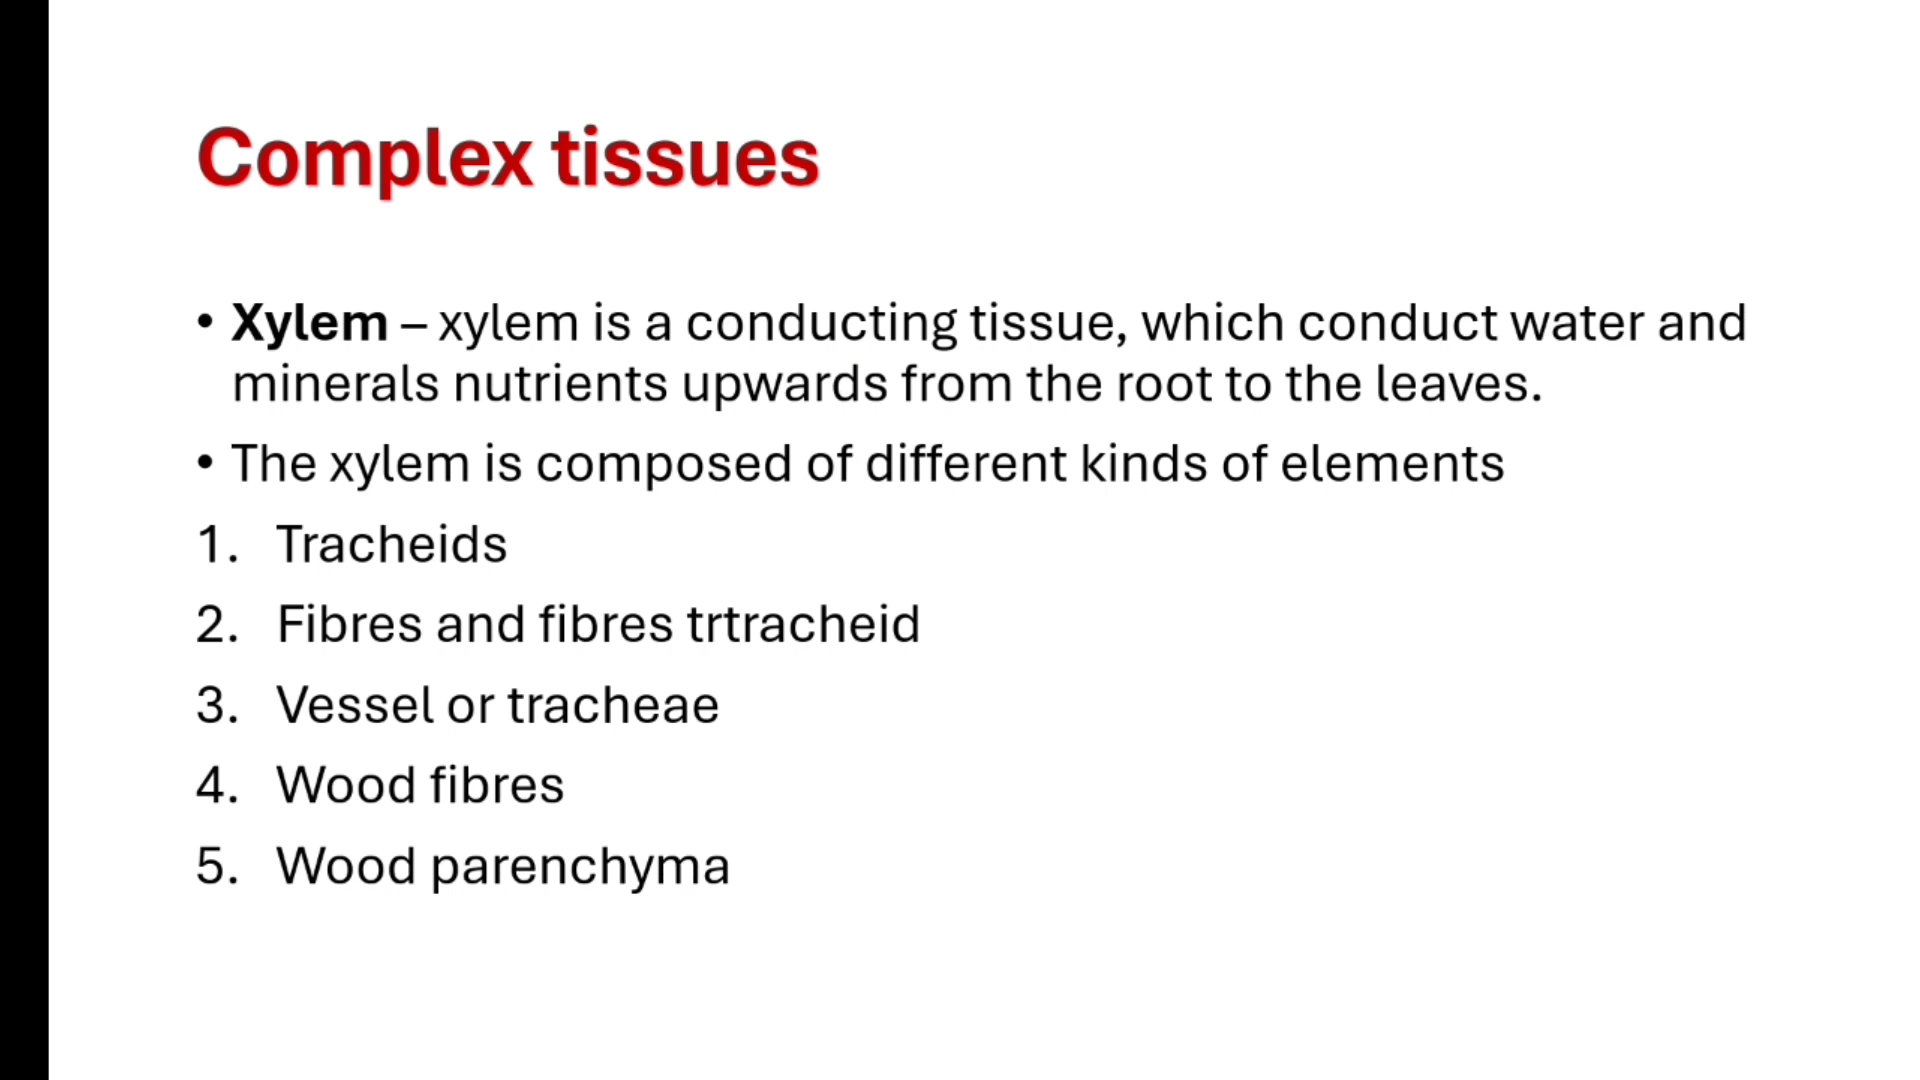 Complex tissues
• Xylem – xylem is a conducting tissue, which conduct water and
minerals nutrients upwards from the root to the leaves.
• The xylem is composed of different kinds of elements
1. Tracheids
2. Fibres and fibres trtracheid
3. Vessel or tracheae
4. Wood fibres
5. Wood parenchyma